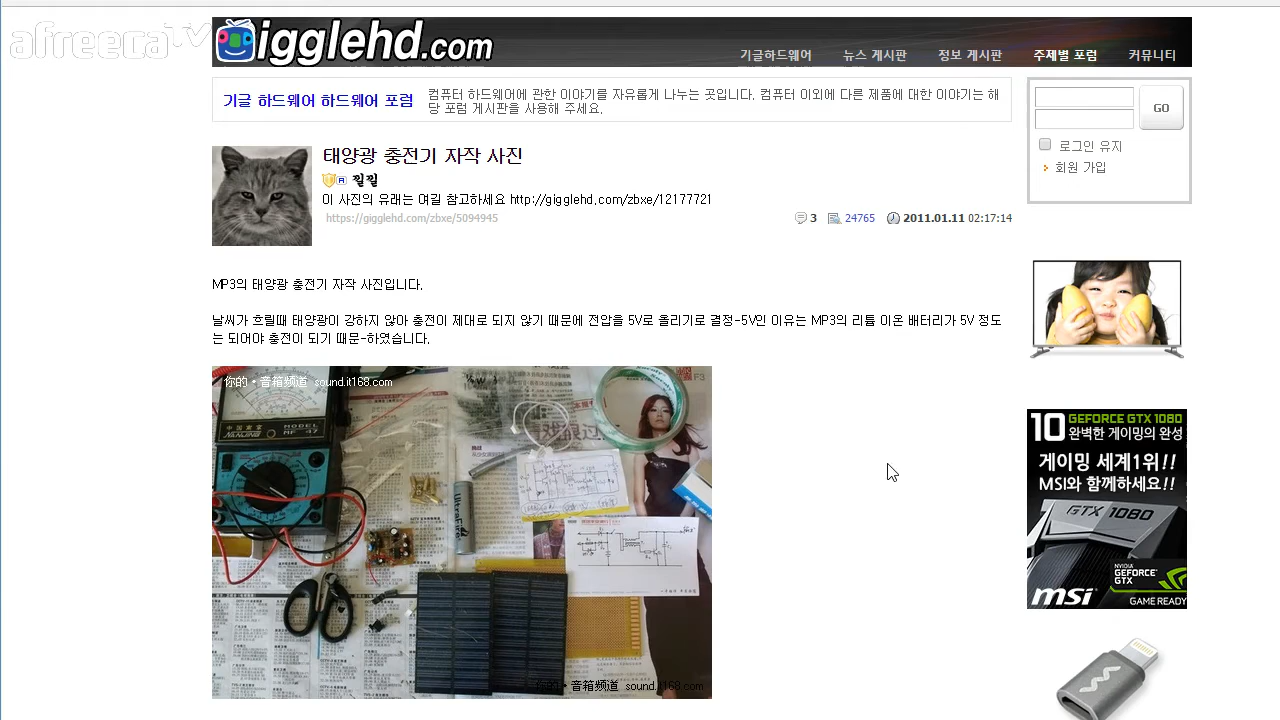 afreecaTV
igglehd.com
기글하드웨어 뉴스 게시판 정보 게시판 주제별 포럼 커뮤니티
기글 하드웨어 하드웨어 포럼
컴퓨터 하드웨어에 관한 이야기를 자유롭게 나누는 곳입니다. 컴퓨터 이외에 다른 제품에 대한 이야기는 해
당 포럼 게시판을 사용해 주세요.
GO
로그인 유지
회원 가입
태양광 충전기 자작 사진
낄낄
이 사진의 유래는 여길 참고하세요 http://gigglehd.com/zbxe/12177721
https://gigglehd.com/zbxe/5094945
3 24765 2011.01.11 02:17:14
MP3의 태양광 충전기 자작 사진입니다.
날씨가 흐릴때 태양광이 강하지 않아 충전이 제대로 되지 않기 때문에 전압을 5V로 올리기로 결정-5V인 이유는 MP3의 리튬 이온 배터리가 5V 정도
는 되어야 충전이 되기 때문-하였습니다.
你的·音箱频道 sound.it168.com
MODEL
MF 47
NANJING
UltraFire
你的·音箱频道 sound.it168.com
10 GEFORCE GTX 1080
완벽한 게이밍의 완성
게이밍 세계1위!!
MSI와 함께하세요!!
GTX 1080
NVIDIA
GEFORCE
GTX
msi GAME READY